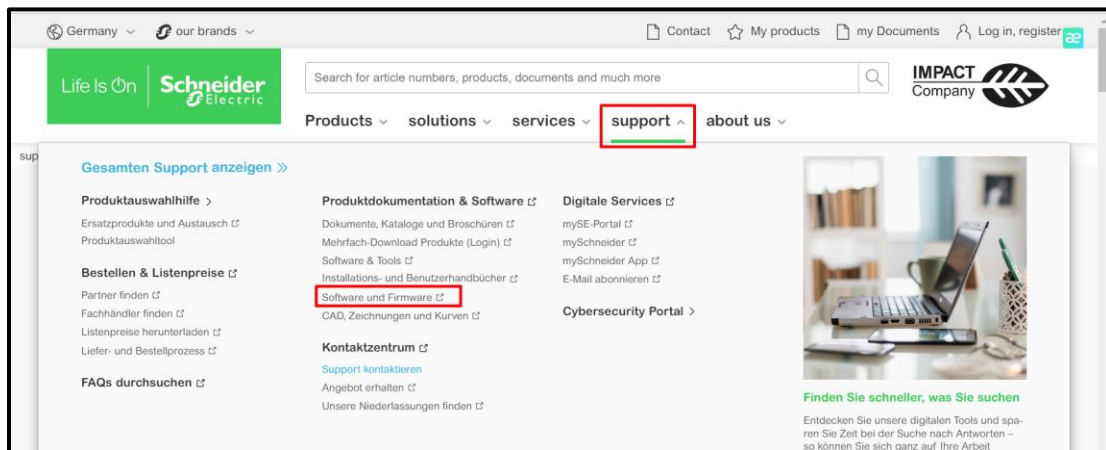 Germany our brands Contact My products my Documents Log in, register
æ
Life Is On Schneider Electric
Search for article numbers, products, documents and much more
IMPACT
Company
Products solutions services support about us
sup
Gesamten Support anzeigen
Produktauswahlhilfe >
Ersatzprodukte und Austausch
Produktauswahltool
Bestellen & Listenpreise
Partner finden
Fachhändler finden
Listenpreise herunterladen
Liefer- und Bestellprozess
FAQs durchsuchen
Produktdokumentation & Software
Dokumente, Kataloge und Broschüren
Mehrfach-Download Produkte (Login)
Software & Tools
Installations- und Benutzerhandbücher
Software und Firmware
CAD, Zeichnungen und Kurven
Kontaktzentrum
Support kontaktieren
Angebot erhalten
Unsere Niederlassungen finden
Digitale Services
mySE-Portal
mySchneider
mySchneider App
E-Mail abonnieren
Cybersecurity Portal >
Finden Sie schneller, was Sie suchen
Entdecken Sie unsere digitalen Tools und spa-
ren Sie Zeit bei der Suche nach Antworten –
so können Sie sich ganz auf Ihre Arbeit